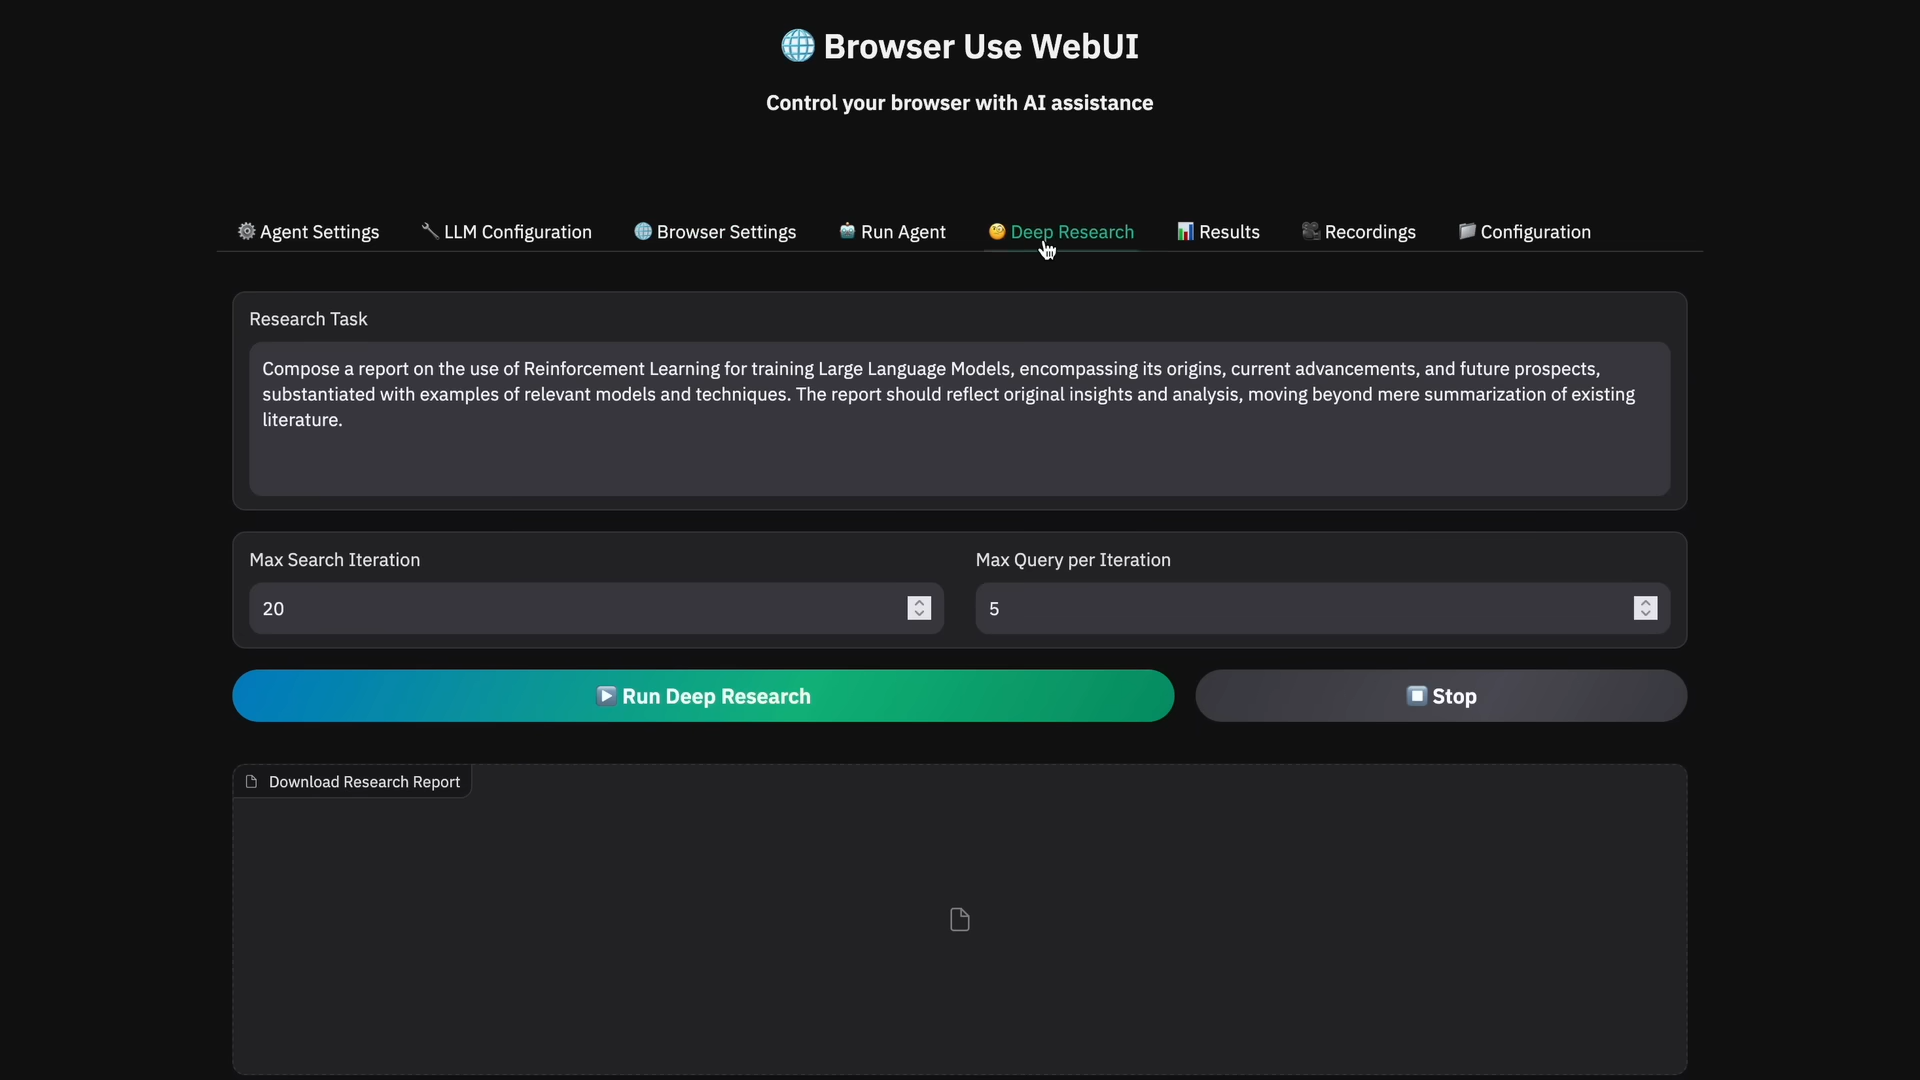 Browser Use WebUI
Control your browser with AI assistance
Agent Settings
LLM Configuration
Browser Settings
Run Agent
Deep Research
Results
Recordings
Configuration
Research Task
Compose a report on the use of Reinforcement Learning for training Large Language Models, encompassing its origins, current advancements, and future prospects,
substantiated with examples of relevant models and techniques. The report should reflect original insights and analysis, moving beyond mere summarization of existing
literature.
Max Search Iteration
20
Max Query per Iteration
5
Run Deep Research
Stop
Download Research Report